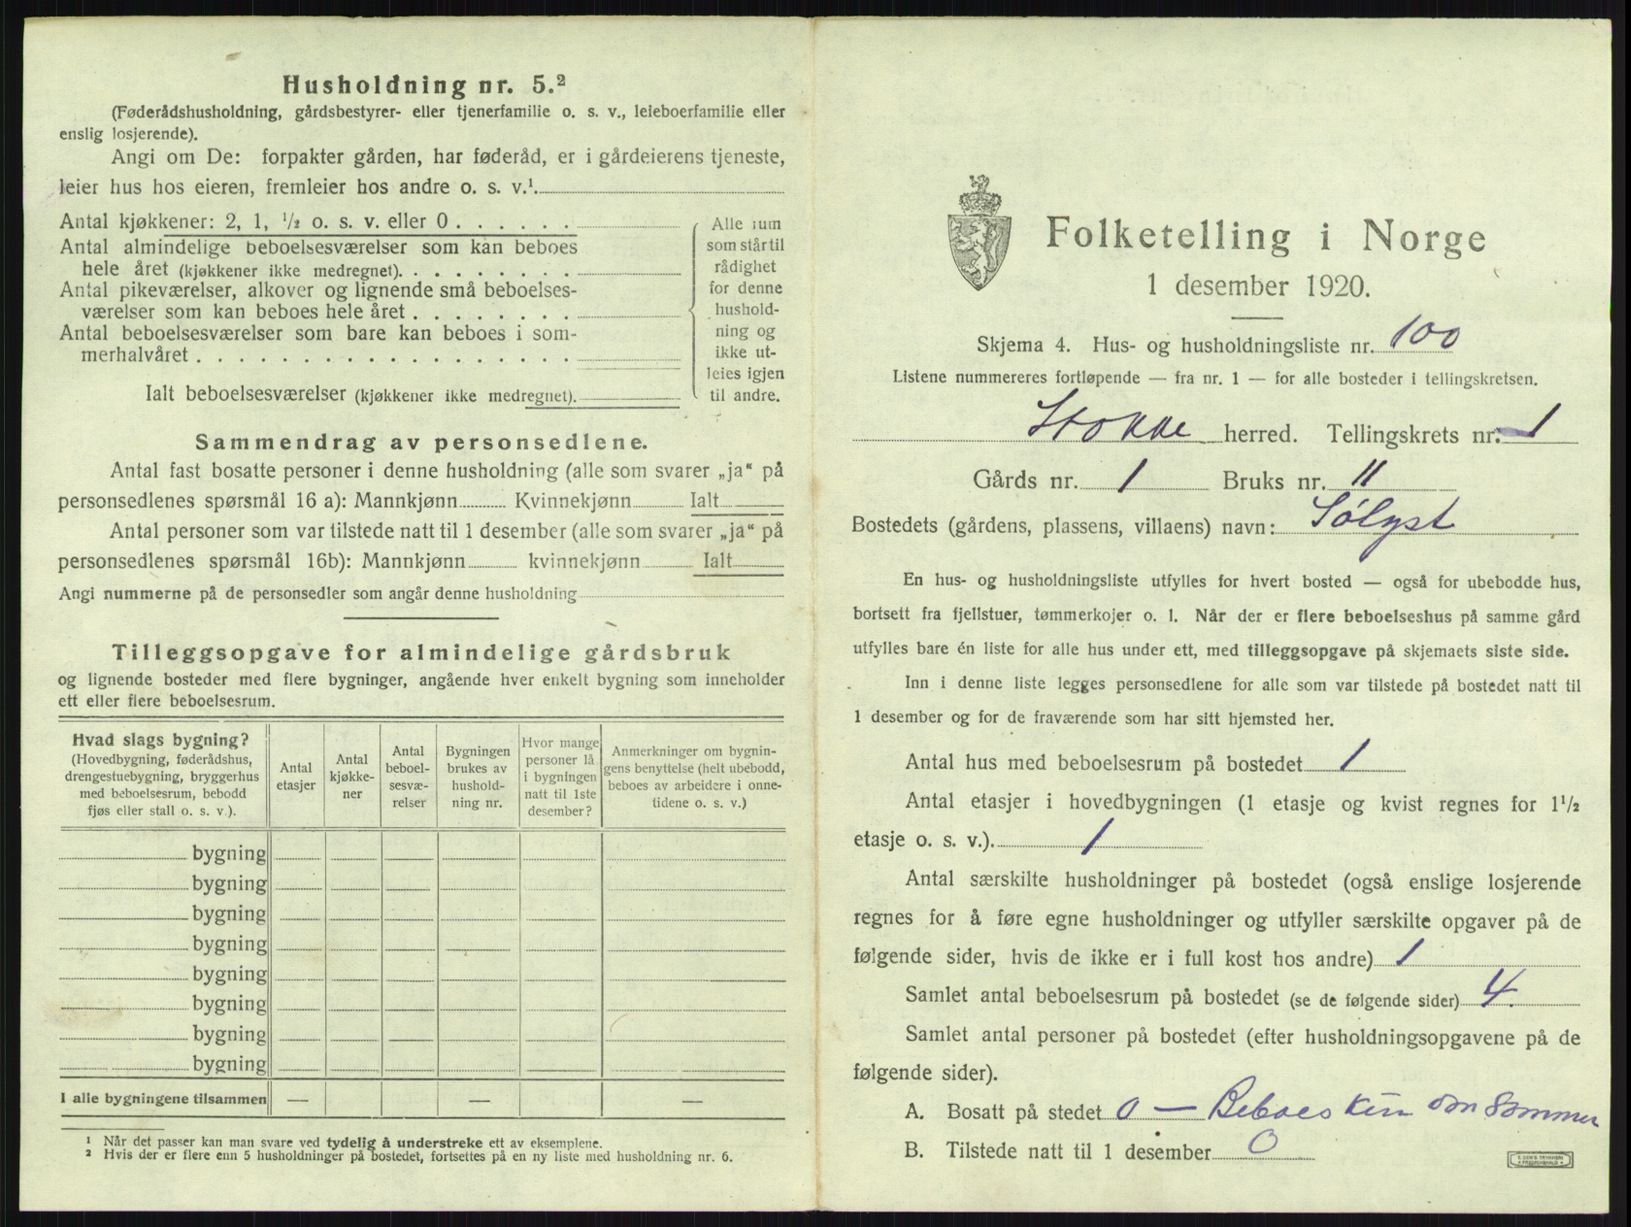 Husholdning nr. 5.²
(Føderådshusholdning, gårdsbestyrer- eller tjenerfamilie o. s. v., leieboerfamilie eller
enslig losjerende).
Angi om De: forpakter gården, har føderåd, er i gårdeierens tjeneste,
leier hus hos eieren, fremleier hos andre o. s. v.¹
Antal kjøkkener: 2, 1, ½ o. s. v. eller 0 . . . . . .
Antal almindelige beboelsesværelser som kan beboes
hele året (kjøkkener ikke medregnet). . . . . . . . .
Antal pikeværelser, alkover og lignende små beboelses-
værelser som kan beboes hele året . . . . . . . .
Antal beboelsesværelser som bare kan beboes i som-
merhalvåret . . . . . . . . . . . . . . . .
Ialt beboelsesværelser (kjøkkener ikke medregnet).
Alle rum
som står til
rådighet
for denne
hushold-
ning og
ikke ut-
leies igjen
til andre.
Sammendrag av personsedlene.
Antal fast bosatte personer i denne husholdning (alle som svarer „ja“ på
personsedlenes spørsmål 16 a): Mannkjønn Kvinnekjønn Ialt
Antal personer som var tilstede natt til 1 desember (alle som svarer „ja“ på
personsedlenes spørsmål 16b): Mannkjønn kvinnekjønn Ialt
Angi nummerne på de personsedler som angår denne husholdning
Tilleggsopgave for almindelige gårdsbruk
og lignende bosteder med flere bygninger, angående hver enkelt bygning som inneholder
ett eller flere beboelsesrum.
Hvad slags bygning?
(Hovedbygning, føderådshus,
drengestuebygning, bryggerhus
med beboelsesrum, bebodd
fjøs eller stall o. s. v.).
Antal
etasjer
Antal
kjøkke-
ner
Antal
beboel-
sesvæ-
relser
Bygningen
brukes av
hushold-
ning nr.
Hvor mange
personer lå
i bygningen
natt til 1ste
desember?
Anmerkninger om bygnin-
gens benyttelse (helt ubebodd,
beboes av arbeidere i onne-
tidene o. s. v.)
bygning
bygning
bygning
bygning
bygning
bygning
bygning
bygning
I alle bygningene tilsammen — — —
¹ Når det passer kan man svare ved tydelig å understreke ett av eksemplene.
² Hvis der er flere enn 5 husholdninger på bostedet, fortsettes på en ny liste med husholdning nr. 6.
Folketelling i Norge
1 desember 1920.
Skjema 4. Hus- og husholdningsliste nr. 100
Listene nummereres fortløpende — fra nr. 1 — for alle bosteder i tellingskretsen.
Stokke herred. Tellingskrets nr. 1
Gårds nr. 1 Bruks nr. 11
Bostedets (gårdens, plassens, villaens) navn: Sölyst
En hus- og husholdningsliste utfylles for hvert bosted — også for ubebodde hus,
bortsett fra fjellstuer, tømmerkojer o. l. Når der er flere beboelseshus på samme gård
utfylles bare én liste for alle hus under ett, med tilleggsopgave på skjemaets siste side.
Inn i denne liste legges personsedlene for alle som var tilstede på bostedet natt til
1 desember og for de fraværende som har sitt hjemsted her.
Antal hus med beboelsesrum på bostedet 1
Antal etasjer i hovedbygningen (1 etasje og kvist regnes for 1½
etasje o. s. v.). 1
Antal særskilte husholdninger på bostedet (også enslige losjerende
regnes for å føre egne husholdninger og utfyller særskilte opgaver på de
følgende sider, hvis de ikke er i full kost hos andre) 1
Samlet antal beboelsesrum på bostedet (se de følgende sider) 4.
Samlet antal personer på bostedet (efter husholdningsopgavene på de
følgende sider).
A. Bosatt på stedet 0 — Beboes kun om Sommer
B. Tilstede natt til 1 desember 0